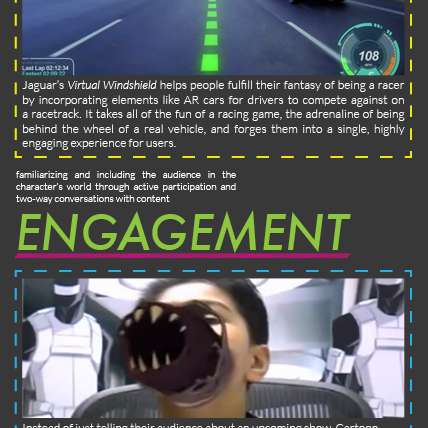 Last Lap 02:12:34
Fastest 02:09:22
108
Jaguar's Virtual Windshield helps people fulfill their fantasy of being a racer
by incorporating elements like AR cars for drivers to compete against on
a racetrack. It takes all of the fun of a racing game, the adrenaline of being
behind the wheel of a real vehicle, and forges them into a single, highly
engaging experience for users.
familiarizing and including the audience in the
character's world through active participation and
two-way conversations with content
ENGAGEMENT
Instead of just telling their audience about an upcoming show, Cartoon